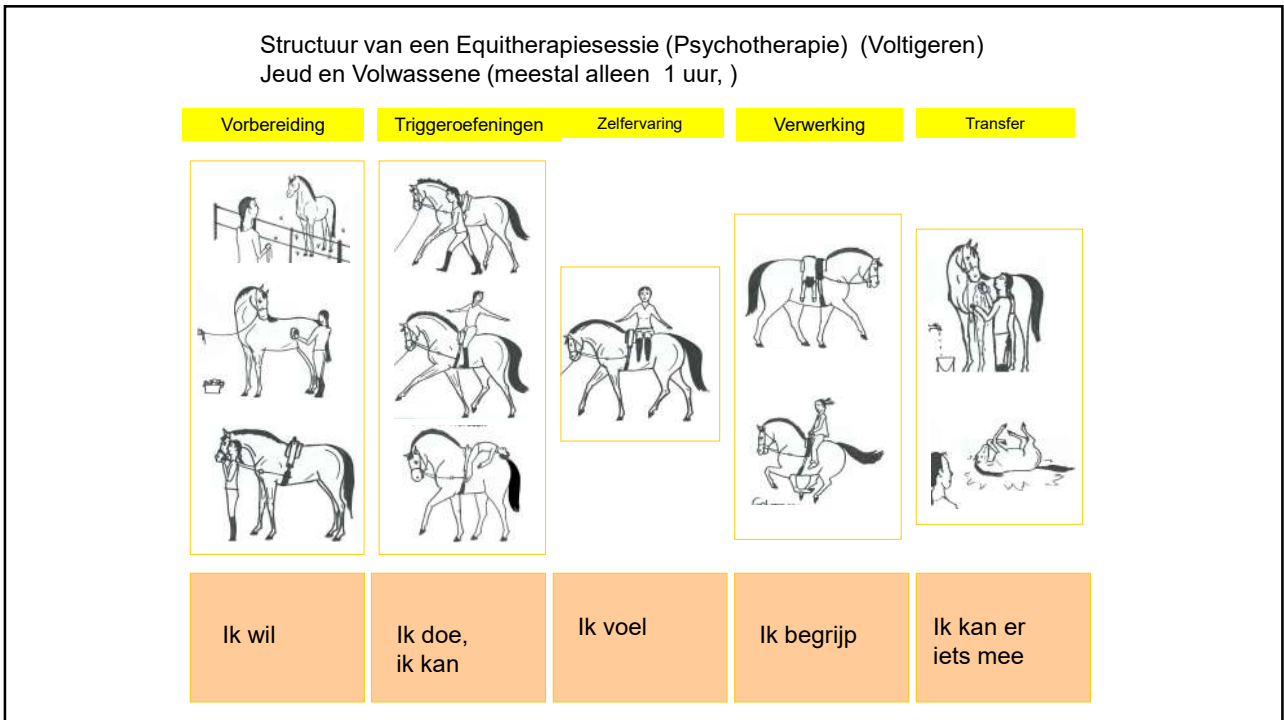 Structuur van een Equitherapiesessie (Psychotherapie) (Voltigeren)
Jeud en Volwassene (meestal alleen 1 uur, )
Vorbereiding
Triggeroefeningen
Zelfervaring
Verwerking
Transfer
Ik wil
Ik doe,
ik kan
Ik voel
Ik begrijp
Ik kan er
iets mee